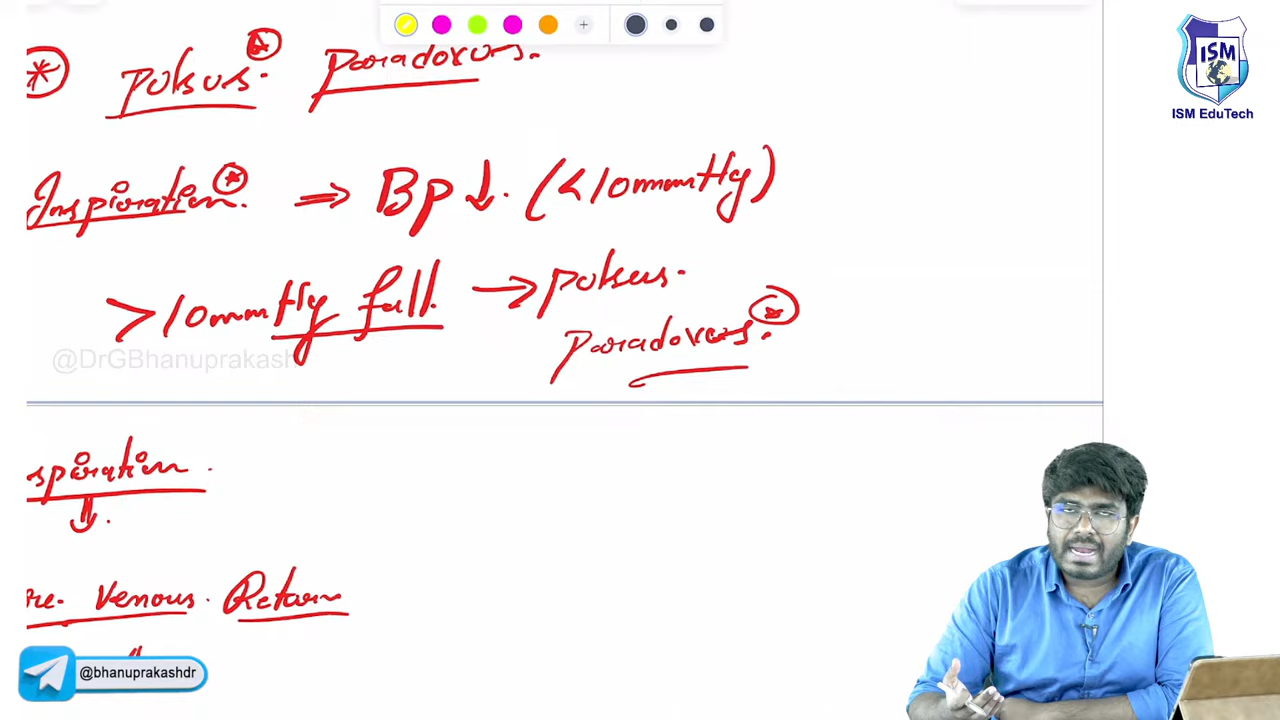 pulsus. paradoxus.
ISM
ISM EduTech
Inspiration. ⇒ BP↓. (<10mmHg)
>10mmHg fall. → pulsus.
paradoxus.
@DrGBhanuprakash
spiration.
⇓.
re. Venous. Return
@bhanuprakashdr